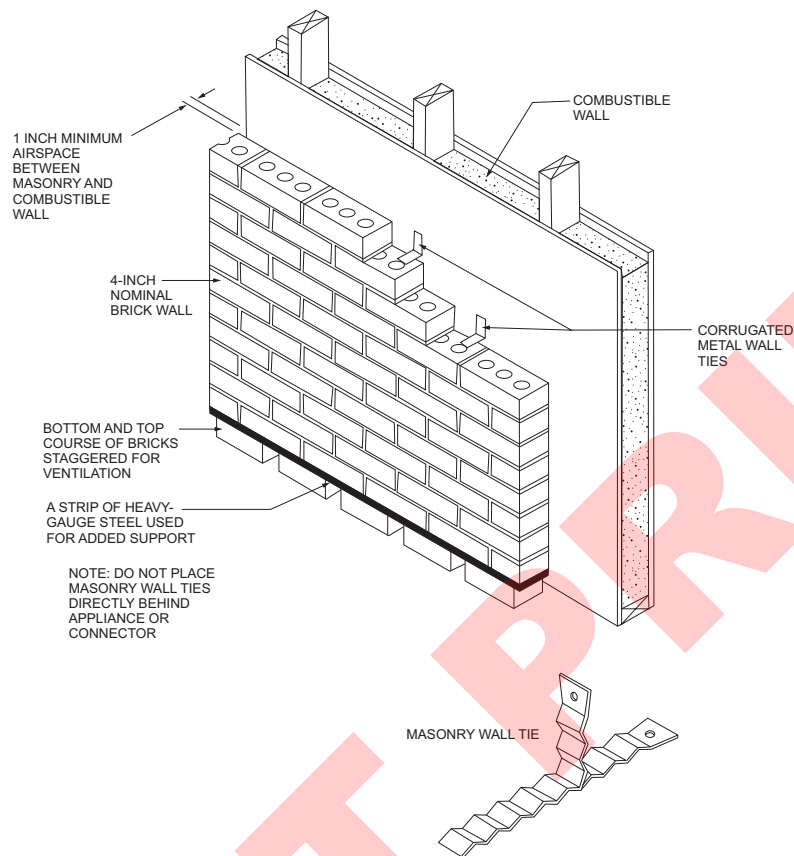 COMBUSTIBLE
WALL
1 INCH MINIMUM
AIRSPACE
BETWEEN
MASONRY AND
COMBUSTIBLE
WALL
4-INCH
NOMINAL
BRICK WALL
CORRUGATED
METAL WALL
TIES
BOTTOM AND TOP
COURSE OF BRICKS
STAGGERED FOR
VENTILATION
A STRIP OF HEAVY-
GAUGE STEEL USED
FOR ADDED SUPPORT
NOTE: DO NOT PLACE
MASONRY WALL TIES
DIRECTLY BEHIND
APPLIANCE OR
CONNECTOR
MASONRY WALL TIE
T PRI